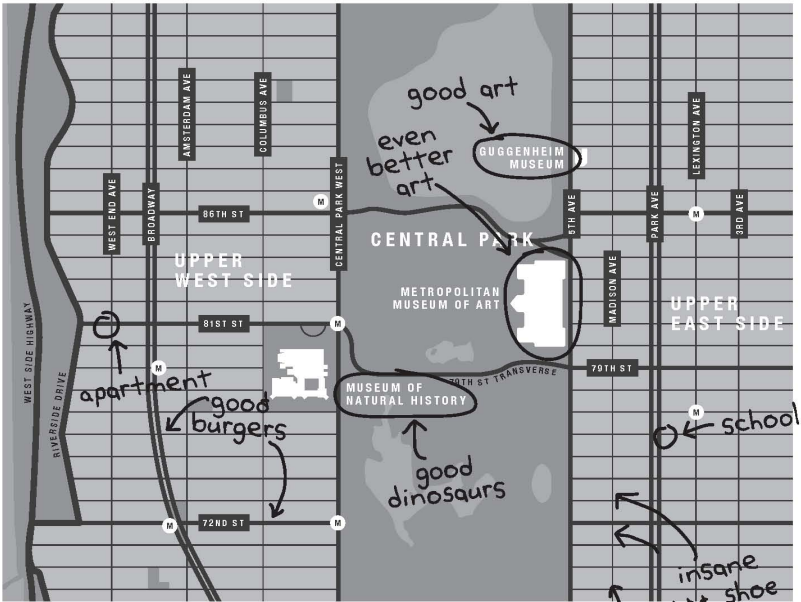 good art
even
better
art
GUGGENHEIM
MUSEUM
AMSTERDAM AVE
COLUMBUS AVE
LEXINGTON AVE
WEST END AVE
BROADWAY
86TH ST
CENTRAL PARK WEST
M
5TH AVE
PARK AVE
M
3RD AVE
CENTRAL PARK
UPPER
WEST SIDE
METROPOLITAN
MUSEUM OF ART
MADISON AVE
UPPER
EAST SIDE
WEST SIDE HIGHWAY
81ST ST
M
M
apartment
RIVERSIDE DRIVE
79TH ST TRANSVERSE
79TH ST
MUSEUM OF
NATURAL HISTORY
good
burgers
M
school
good
dinosaurs
M
72ND ST
M
insane
shoe